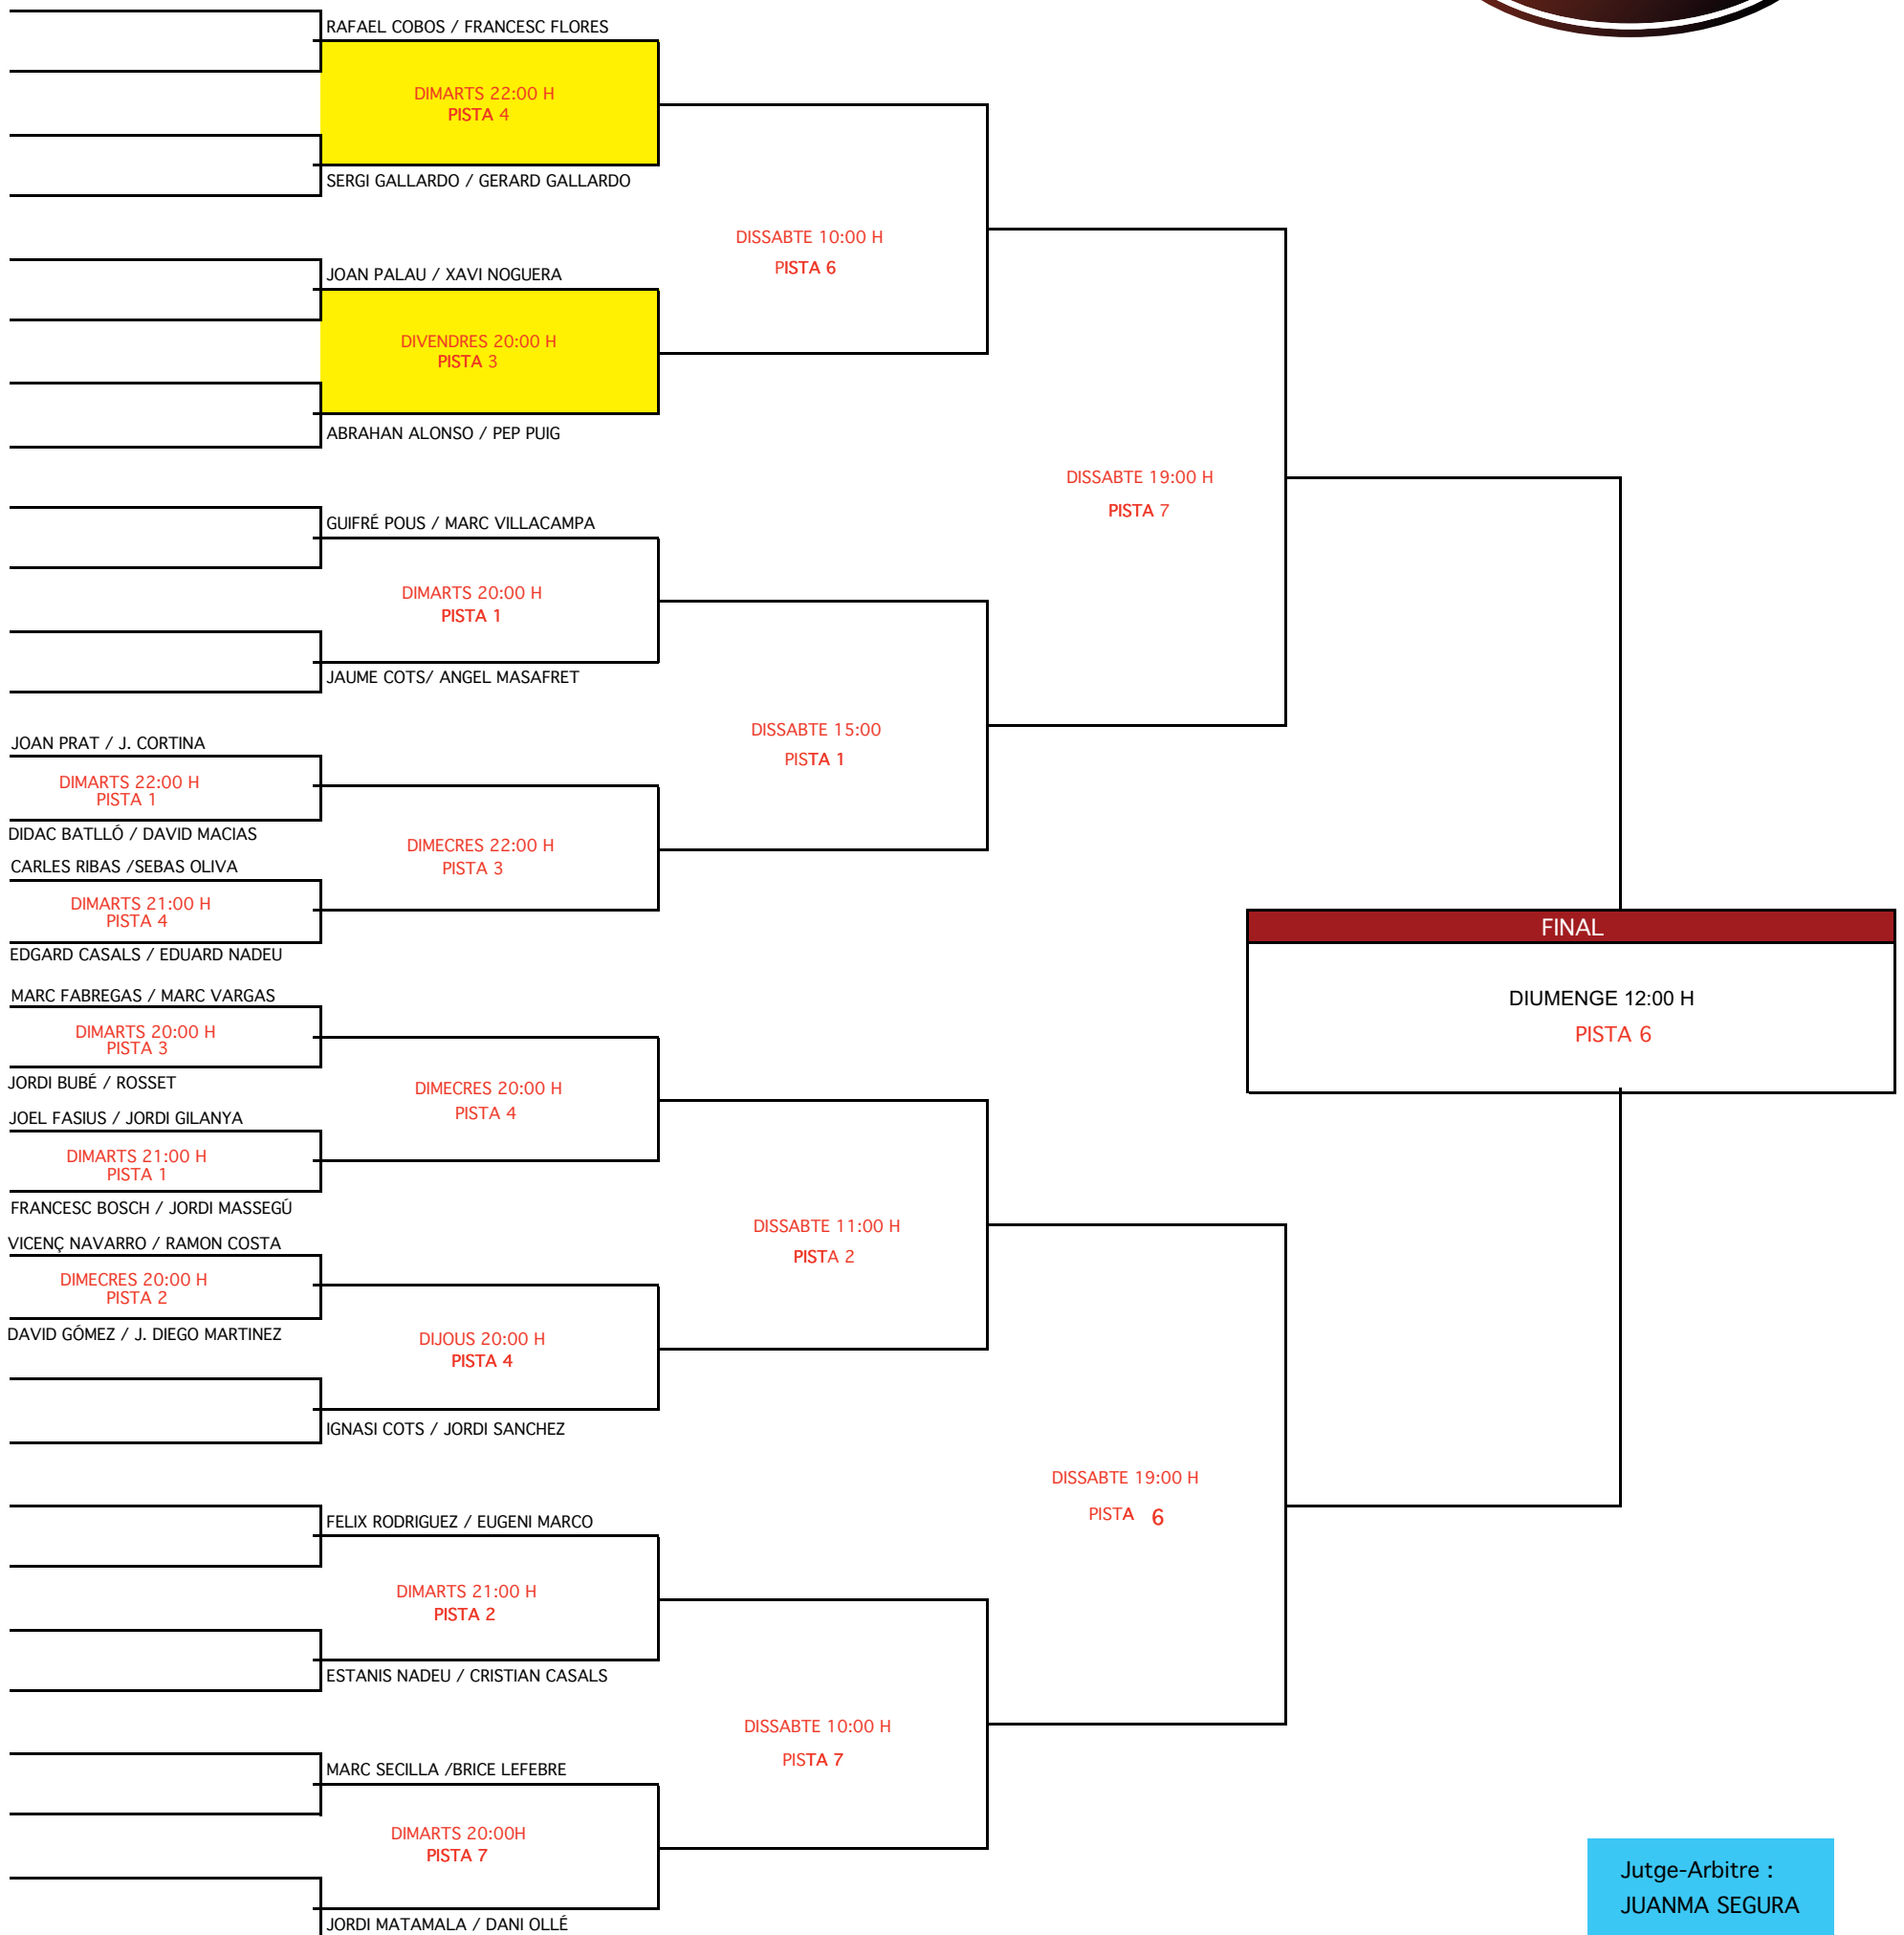 RAFAEL COBOS / FRANCESC FLORES
DIMARTS 22:00 H
PISTA 4
SERGI GALLARDO / GERARD GALLARDO
DISSABTE 10:00 H
PISTA 6
JOAN PALAU / XAVI NOGUERA
DIVENDRES 20:00 H
PISTA 3
ABRAHAN ALONSO / PEP PUIG
DISSABTE 19:00 H
PISTA 7
GUIFRÉ POUS / MARC VILLACAMPA
DIMARTS 20:00 H
PISTA 1
JAUME COTS/ ANGEL MASAFRET
DISSABTE 15:00
PISTA 1
JOAN PRAT / J. CORTINA
DIMARTS 22:00 H
PISTA 1
DIDAC BATLLÓ / DAVID MACIAS
DIMECRES 22:00 H
PISTA 3
CARLES RIBAS /SEBAS OLIVA
DIMARTS 21:00 H
PISTA 4
EDGARD CASALS / EDUARD NADEU
FINAL
DIUMENGE 12:00 H
PISTA 6
MARC FABREGAS / MARC VARGAS
DIMARTS 20:00 H
PISTA 3
JORDI BUBÉ / ROSSET
DIMECRES 20:00 H
PISTA 4
JOEL FASIUS / JORDI GILANYA
DIMARTS 21:00 H
PISTA 1
FRANCESC BOSCH / JORDI MASSEGÚ
DISSABTE 11:00 H
PISTA 2
VICENÇ NAVARRO / RAMON COSTA
DIMECRES 20:00 H
PISTA 2
DAVID GÓMEZ / J. DIEGO MARTINEZ
DIJOUS 20:00 H
PISTA 4
IGNASI COTS / JORDI SANCHEZ
DISSABTE 19:00 H
PISTA 6
FELIX RODRIGUEZ / EUGENI MARCO
DIMARTS 21:00 H
PISTA 2
ESTANIS NADEU / CRISTIAN CASALS
DISSABTE 10:00 H
PISTA 7
MARC SECILLA /BRICE LEFEBRE
DIMARTS 20:00H
PISTA 7
JORDI MATAMALA / DANI OLLÉ
Jutge-Arbitre :
JUANMA SEGURA